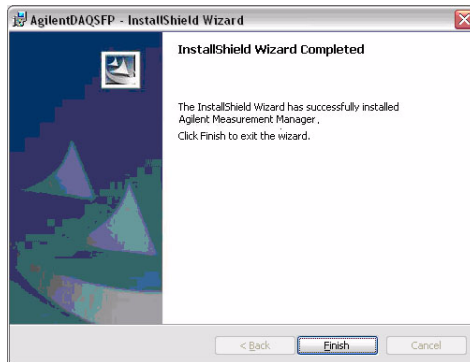 AgilentDAQSFP - InstallShield Wizard
InstallShield Wizard Completed
The InstallShield Wizard has successfully installed
Agilent Measurement Manager.
Click Finish to exit the wizard.
< Back
Finish
Cancel